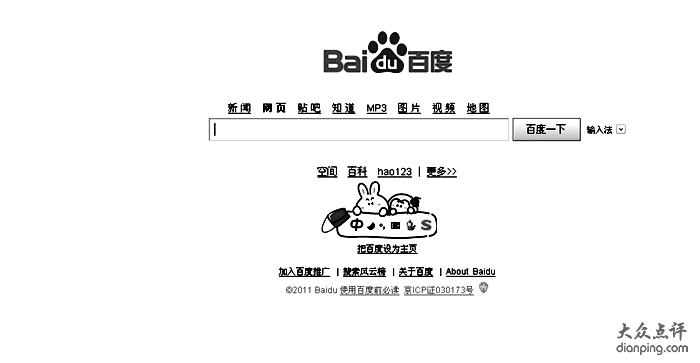 Bai du 百度
新闻 网页 贴吧 知道 MP3 图片 视频 地图
百度一下 输入法
空间 百科 hao123 | 更多>>
中 S
把百度设为主页
加入百度推广 | 搜索风云榜 | 关于百度 | About Baidu
©2011 Baidu 使用百度前必读 京ICP证030173号
大众点评
dianping.com